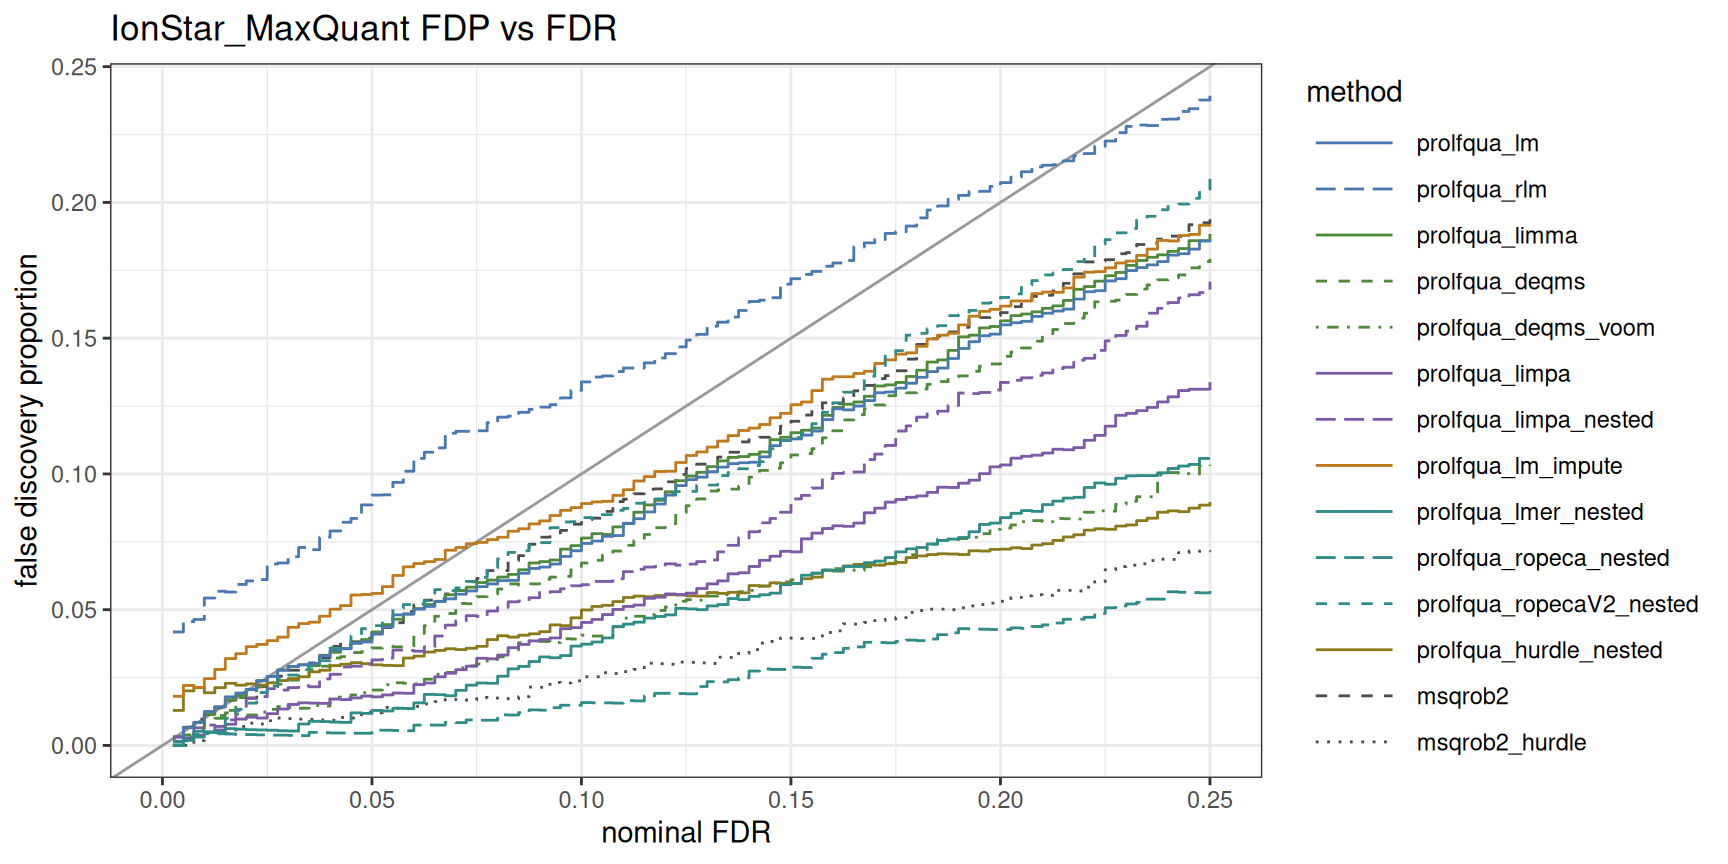 IonStar_MaxQuant FDP vs FDR
0.25
0.20
0.15
0.10
0.05
0.00
false discovery proportion
0.00 0.05 0.10 0.15 0.20 0.25
nominal FDR
method
prolfqua_lm
prolfqua_rlm
prolfqua_limma
prolfqua_deqms
prolfqua_deqms_voom
prolfqua_limpa
prolfqua_limpa_nested
prolfqua_lm_impute
prolfqua_lmer_nested
prolfqua_ropeca_nested
prolfqua_ropecaV2_nested
prolfqua_hurdle_nested
msqrob2
msqrob2_hurdle